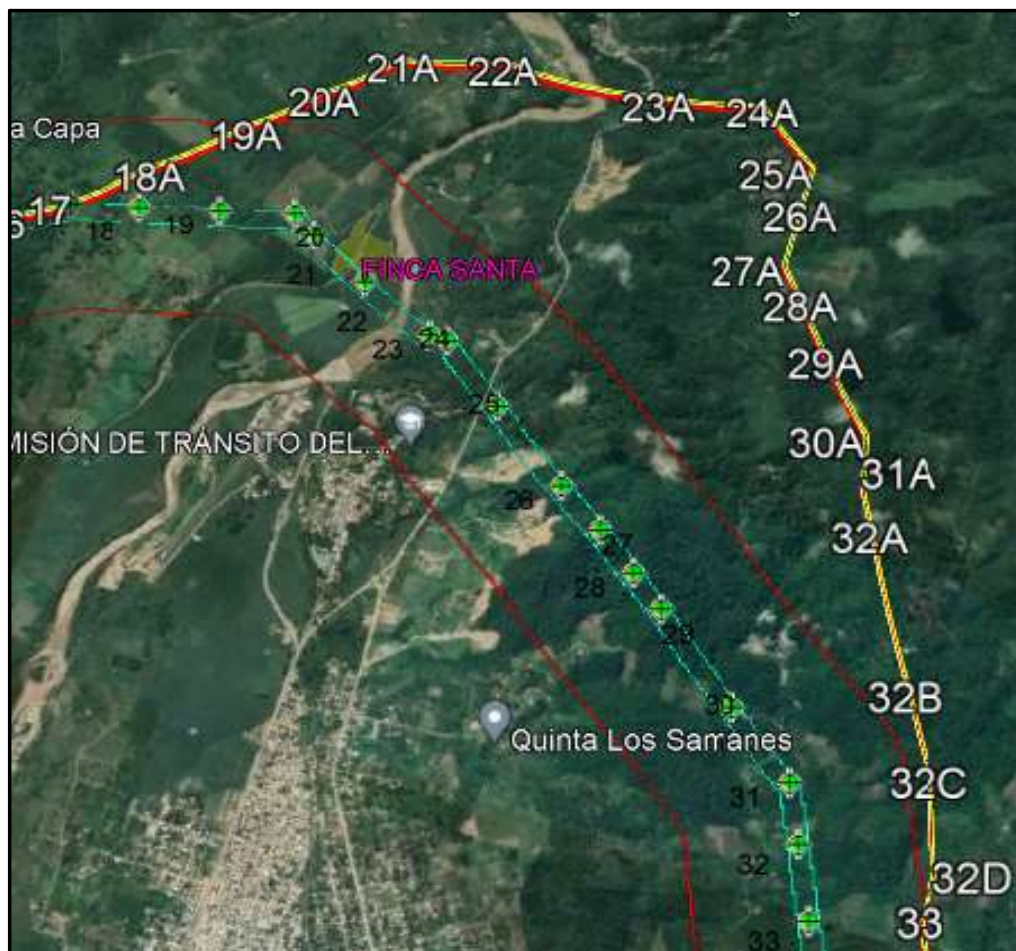 21A
22A
20A
23A
24A
a Capa
19A
18A
25A
17
18
19
20
26A
21
FINCA SANTA
27A
22
28A
23
24
29A
25
MISIÓN DE TRÁNSITO DEL...
30A
31A
26
32A
27
28
29
32B
30
Quinta Los Samanes
31
32C
32
32D
33
33